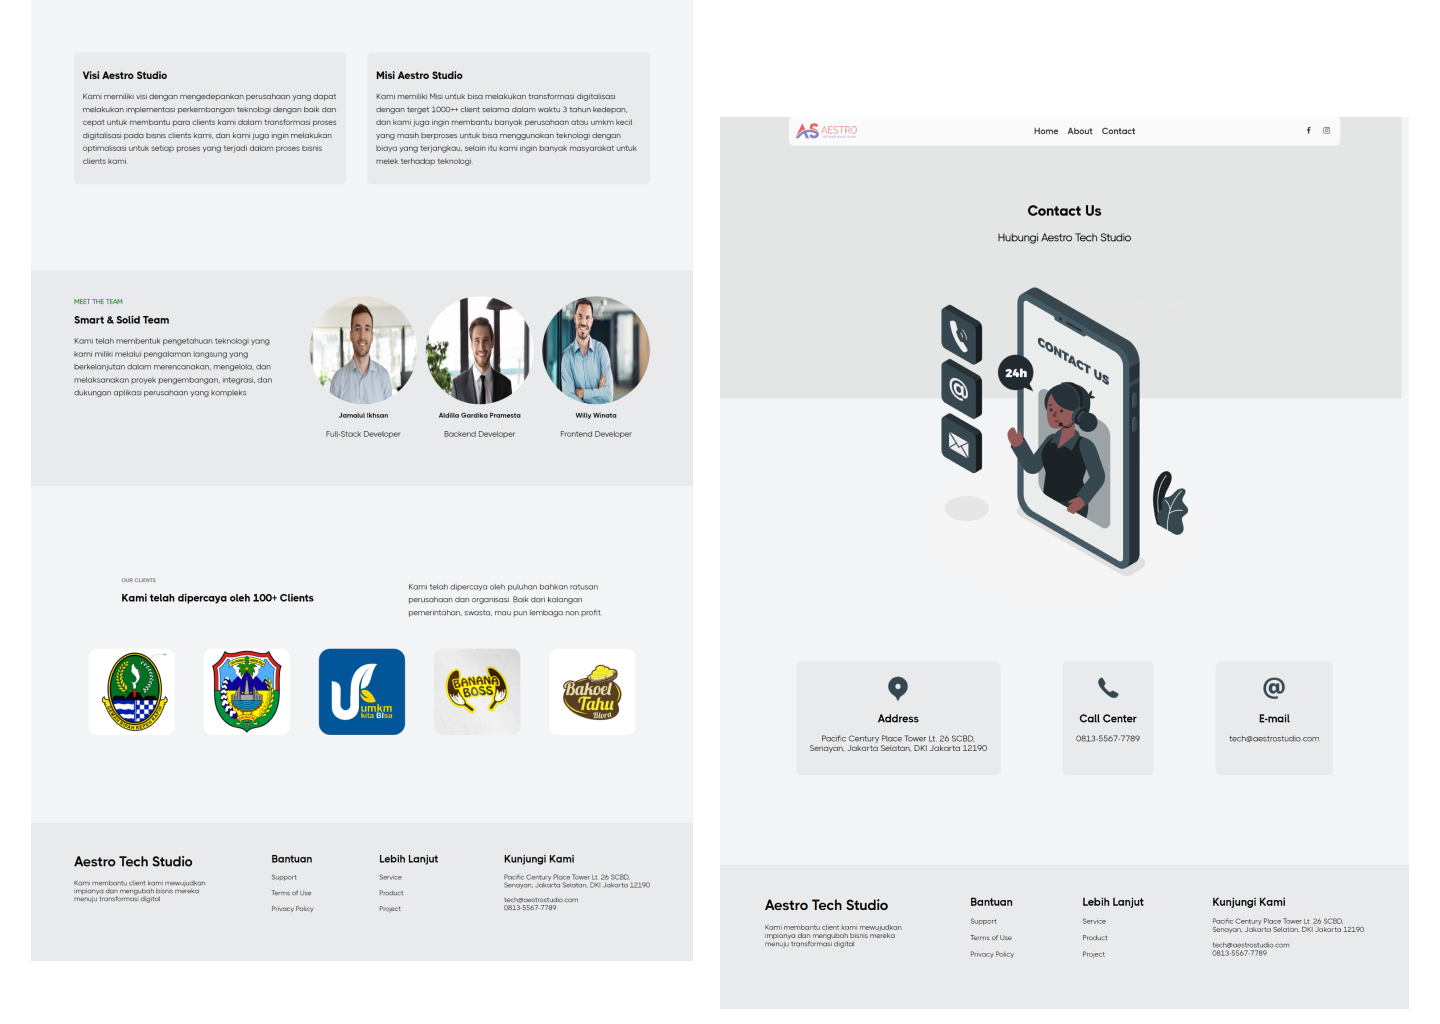 Visi Aestro Studio
Kami memiliki visi dengan mengedepankan perusahaan yang dapat
melakukan implementasi perkembangan teknologi dengan baik dan
cepat untuk membantu para clients kami dalam transformasi proses
digitalisasi pada bisnis clients kami, dan kami juga ingin melakukan
optimalisasi untuk setiap proses yang terjadi dalam proses bisnis
clients kami.
Misi Aestro Studio
Kami memiliki Misi untuk bisa melakukan transformasi digitalisasi
dengan terget 1000++ client selama dalam waktu 3 tahun kedepan,
dan kami juga ingin membantu banyak perusahaan atau umkm kecil
yang masih berproses untuk bisa menggunakan teknologi dengan
biaya yang terjangkau, selain itu kami ingin banyak masyarakat untuk
melek terhadap teknologi.
MEET THE TEAM
Smart & Solid Team
Kami telah membentuk pengetahuan teknologi yang
kami miliki melalui pengalaman langsung yang
berkelanjutan dalam merencanakan, mengelola, dan
melaksanakan proyek pengembangan, integrasi, dan
dukungan aplikasi perusahaan yang kompleks
Jamalul Ikhsan
Full-Stack Developer
Aldilla Gardika Pramesta
Backend Developer
Willy Winata
Frontend Developer
OUR CLIENTS
Kami telah dipercaya oleh 100+ Clients
Kami telah dipercaya oleh puluhan bahkan ratusan
perusahaan dan organisasi. Baik dari kalangan
pemerintahan, swasta, mau pun lembaga non profit.
umkm
kita BIsa
BANANA
BOSS
Bakoel
Tahu
Blora
Aestro Tech Studio
Kami membantu client kami mewujudkan
impianya dan mengubah bisnis mereka
menuju transformasi digital
Bantuan
Support
Terms of Use
Privacy Policy
Lebih Lanjut
Service
Product
Project
Kunjungi Kami
Pacific Century Place Tower Lt. 26 SCBD,
Senayan, Jakarta Selatan, DKI Jakarta 12190
tech@aestrostudio.com
0813-5567-7789
AS AESTRO
Home About Contact
Contact Us
Hubungi Aestro Tech Studio
CONTACT US
24h
Address
Pacific Century Place Tower Lt. 26 SCBD,
Senayan, Jakarta Selatan, DKI Jakarta 12190
Call Center
0813-5567-7789
E-mail
tech@aestrostudio.com
Aestro Tech Studio
Kami membantu client kami mewujudkan
impianya dan mengubah bisnis mereka
menuju transformasi digital
Bantuan
Support
Terms of Use
Privacy Policy
Lebih Lanjut
Service
Product
Project
Kunjungi Kami
Pacific Century Place Tower Lt. 26 SCBD,
Senayan, Jakarta Selatan, DKI Jakarta 12190
tech@aestrostudio.com
0813-5567-7789